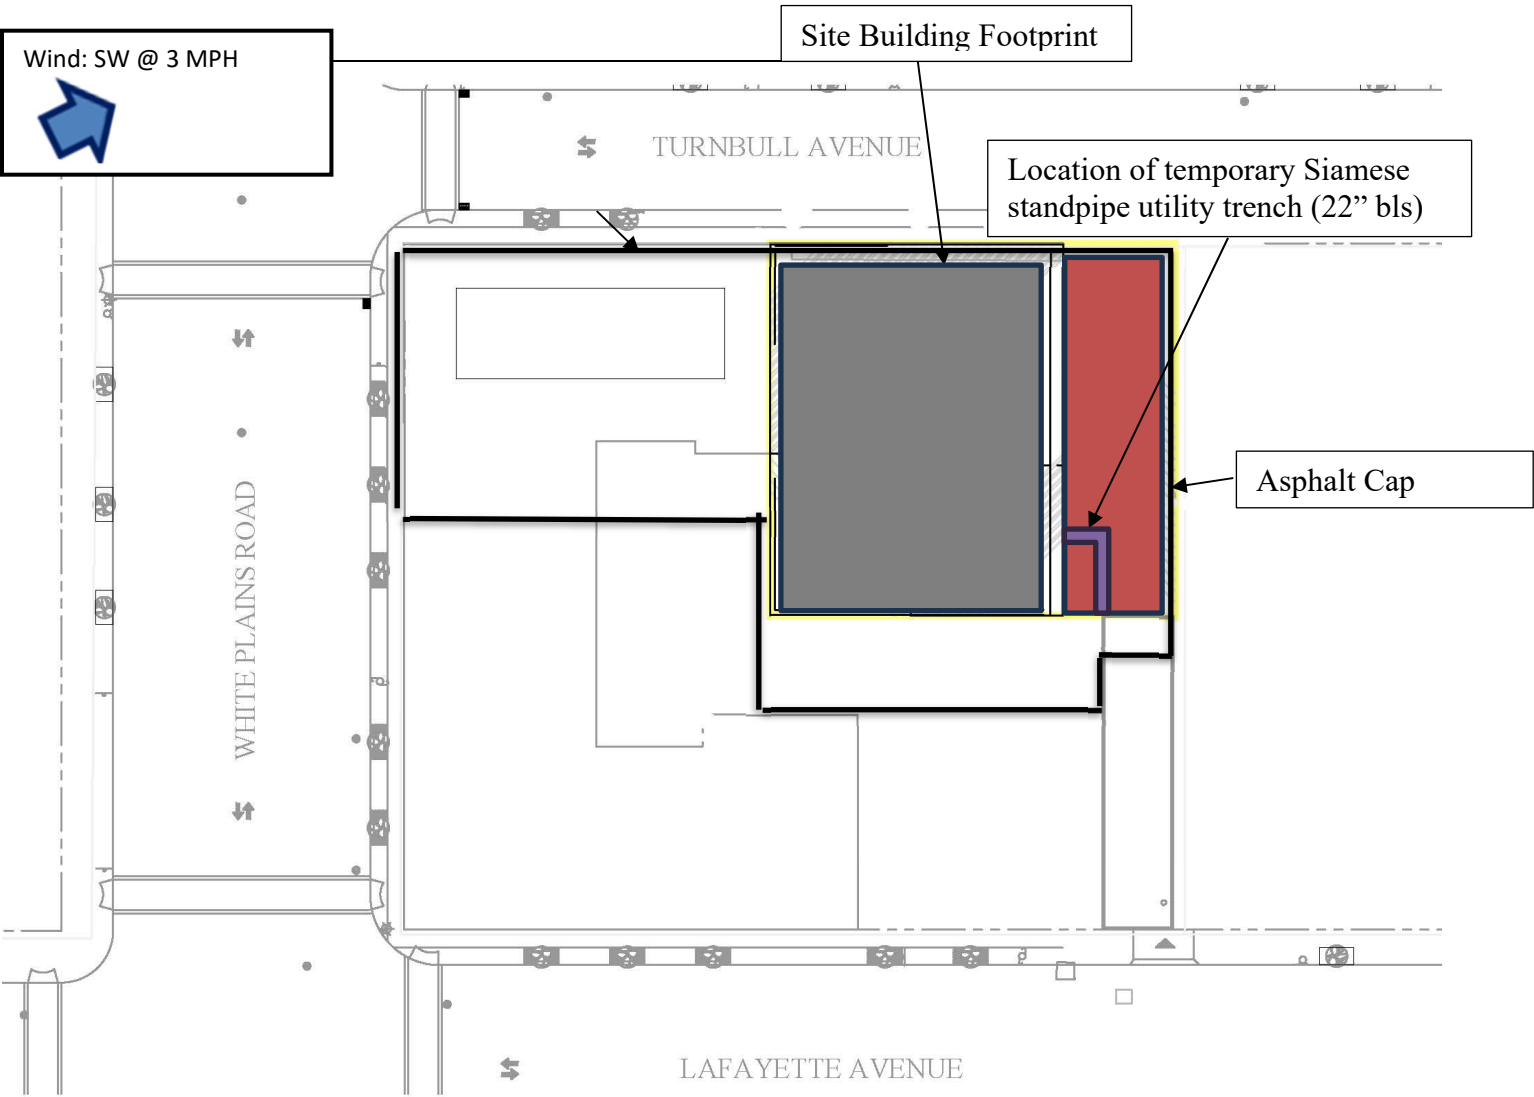 Site Building Footprint
Wind: SW @ 3 MPH
TURNBULL AVENUE
Location of temporary Siamese
standpipe utility trench (22” bls)
Asphalt Cap
WHITE PLAINS ROAD
LAFAYETTE AVENUE